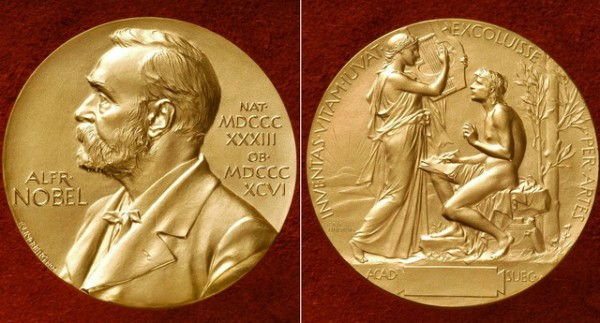 ALFR·
NOBEL
NAT·
MDCCC
XXXIII
OB·
MDCCC
XCVI
INVENTAS VITAM IUVAT EXCOLUISSE PER ARTES
ACAD· SUEC·